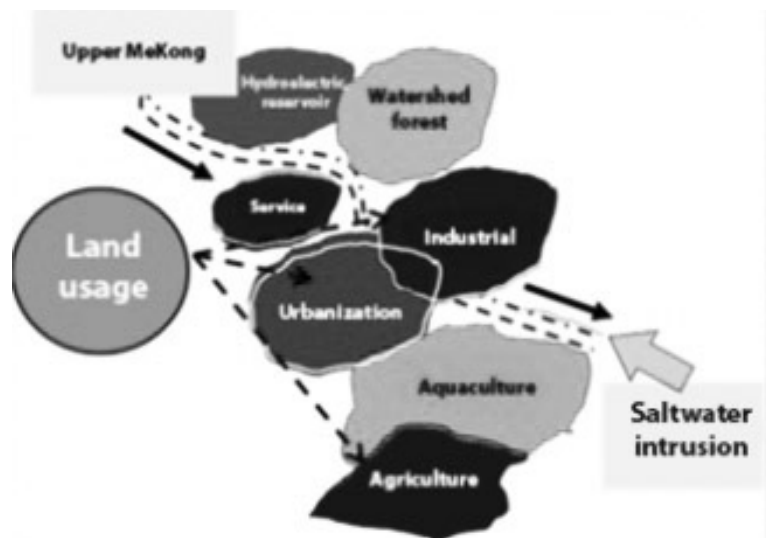 Upper MeKong
Hydroelectric
reservoir
Watershed
forest
Service
Land
usage
Industrial
Urbanization
Aquaculture
Saltwater
intrusion
Agriculture